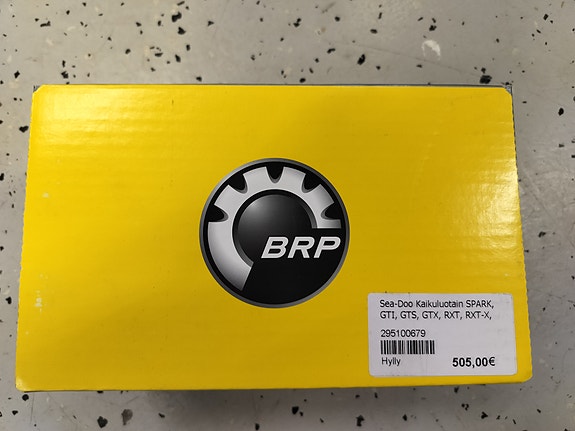 BRP
Sea-Doo Kaikuluotain SPARK,
GTI, GTS, GTX, RXT, RXT-X,
295100679
Hylly 505,00€